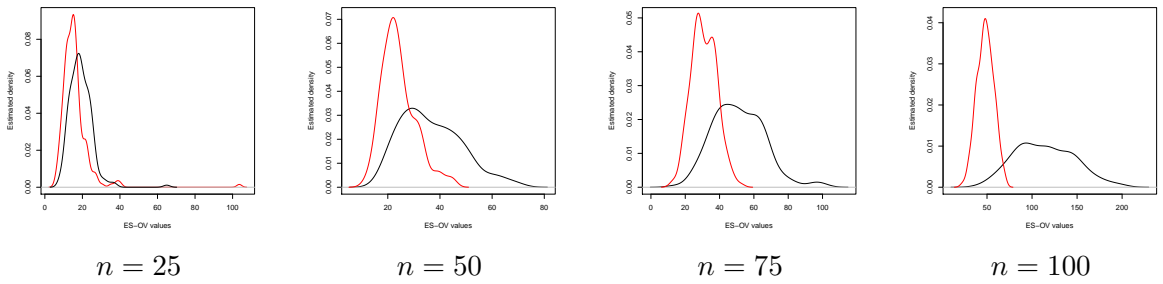 Estimated density
0.00 0.02 0.04 0.06 0.08
0 20 40 60 80 100
ES−OV values
n = 25
Estimated density
0.00 0.01 0.02 0.03 0.04 0.05 0.06 0.07
20 40 60 80
ES−OV values
n = 50
Estimated density
0.00 0.01 0.02 0.03 0.04 0.05
0 20 40 60 80 100
ES−OV values
n = 75
Estimated density
0.00 0.01 0.02 0.03 0.04
50 100 150 200
ES−OV values
n = 100